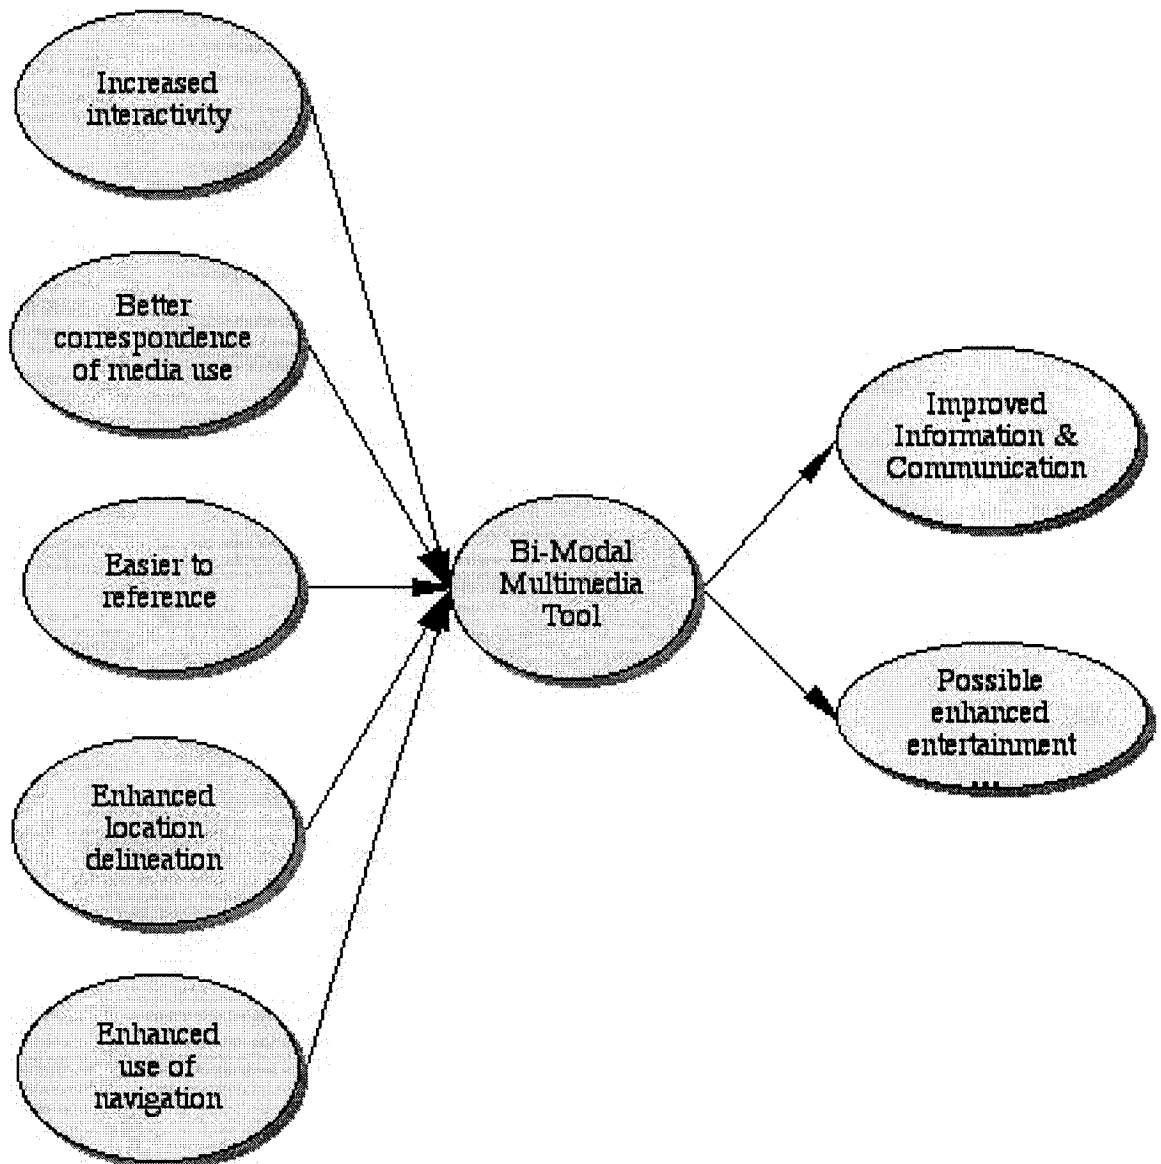 Increased
interactivity
Better
correspondence
of media use
Easier to
reference
Enhanced
location
delineation
Enhanced
use of
navigation
Bi-Modal
Multimedia
Tool
Improved
Information &
Communication
Possible
enhanced
entertainment
...